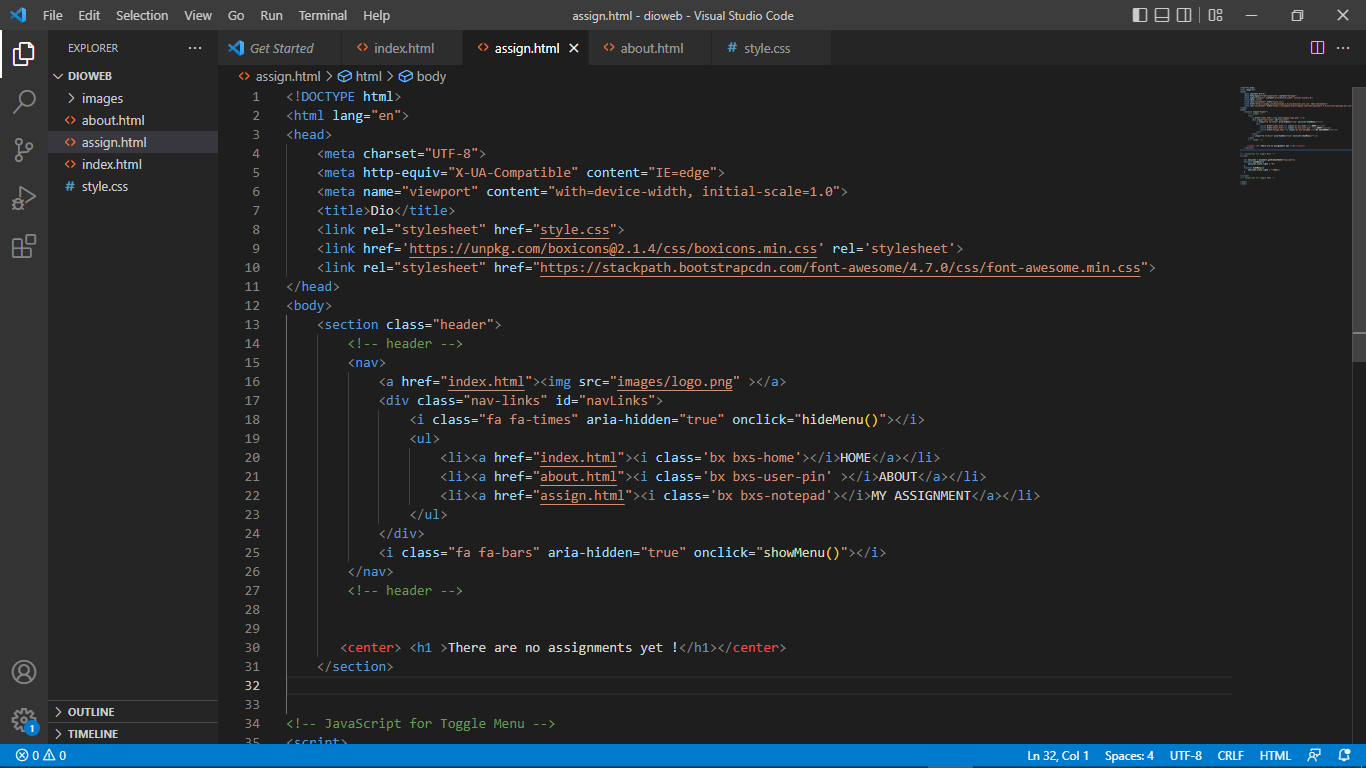 File Edit Selection View Go Run Terminal Help
assign.html - dioweb - Visual Studio Code
EXPLORER
DIOWEB
images
about.html
assign.html
index.html
style.css
OUTLINE
TIMELINE
Get Started
index.html
assign.html
about.html
style.css
assign.html > html > body
1 <!DOCTYPE html>
2 <html lang="en">
3 <head>
4 <meta charset="UTF-8">
5 <meta http-equiv="X-UA-Compatible" content="IE=edge">
6 <meta name="viewport" content="with=device-width, initial-scale=1.0">
7 <title>Dio</title>
8 <link rel="stylesheet" href="style.css">
9 <link href='https://unpkg.com/boxicons@2.1.4/css/boxicons.min.css' rel='stylesheet'>
10 <link rel="stylesheet" href="https://stackpath.bootstrapcdn.com/font-awesome/4.7.0/css/font-awesome.min.css">
11 </head>
12 <body>
13 <section class="header">
14 <!-- header -->
15 <nav>
16 <a href="index.html"><img src="images/logo.png" ></a>
17 <div class="nav-links" id="navLinks">
18 <i class="fa fa-times" aria-hidden="true" onclick="hideMenu()"></i>
19 <ul>
20 <li><a href="index.html"><i class='bx bxs-home'></i>HOME</a></li>
21 <li><a href="about.html"><i class='bx bxs-user-pin' ></i>ABOUT</a></li>
22 <li><a href="assign.html"><i class='bx bxs-notepad'></i>MY ASSIGNMENT</a></li>
23 </ul>
24 </div>
25 <i class="fa fa-bars" aria-hidden="true" onclick="showMenu()"></i>
26 </nav>
27 <!-- header -->
28
29
30 <center> <h1 >There are no assignments yet !</h1></center>
31 </section>
32
33
34 <!-- JavaScript for Toggle Menu -->
35 <script>
1
0 0
Ln 32, Col 1 Spaces: 4 UTF-8 CRLF HTML